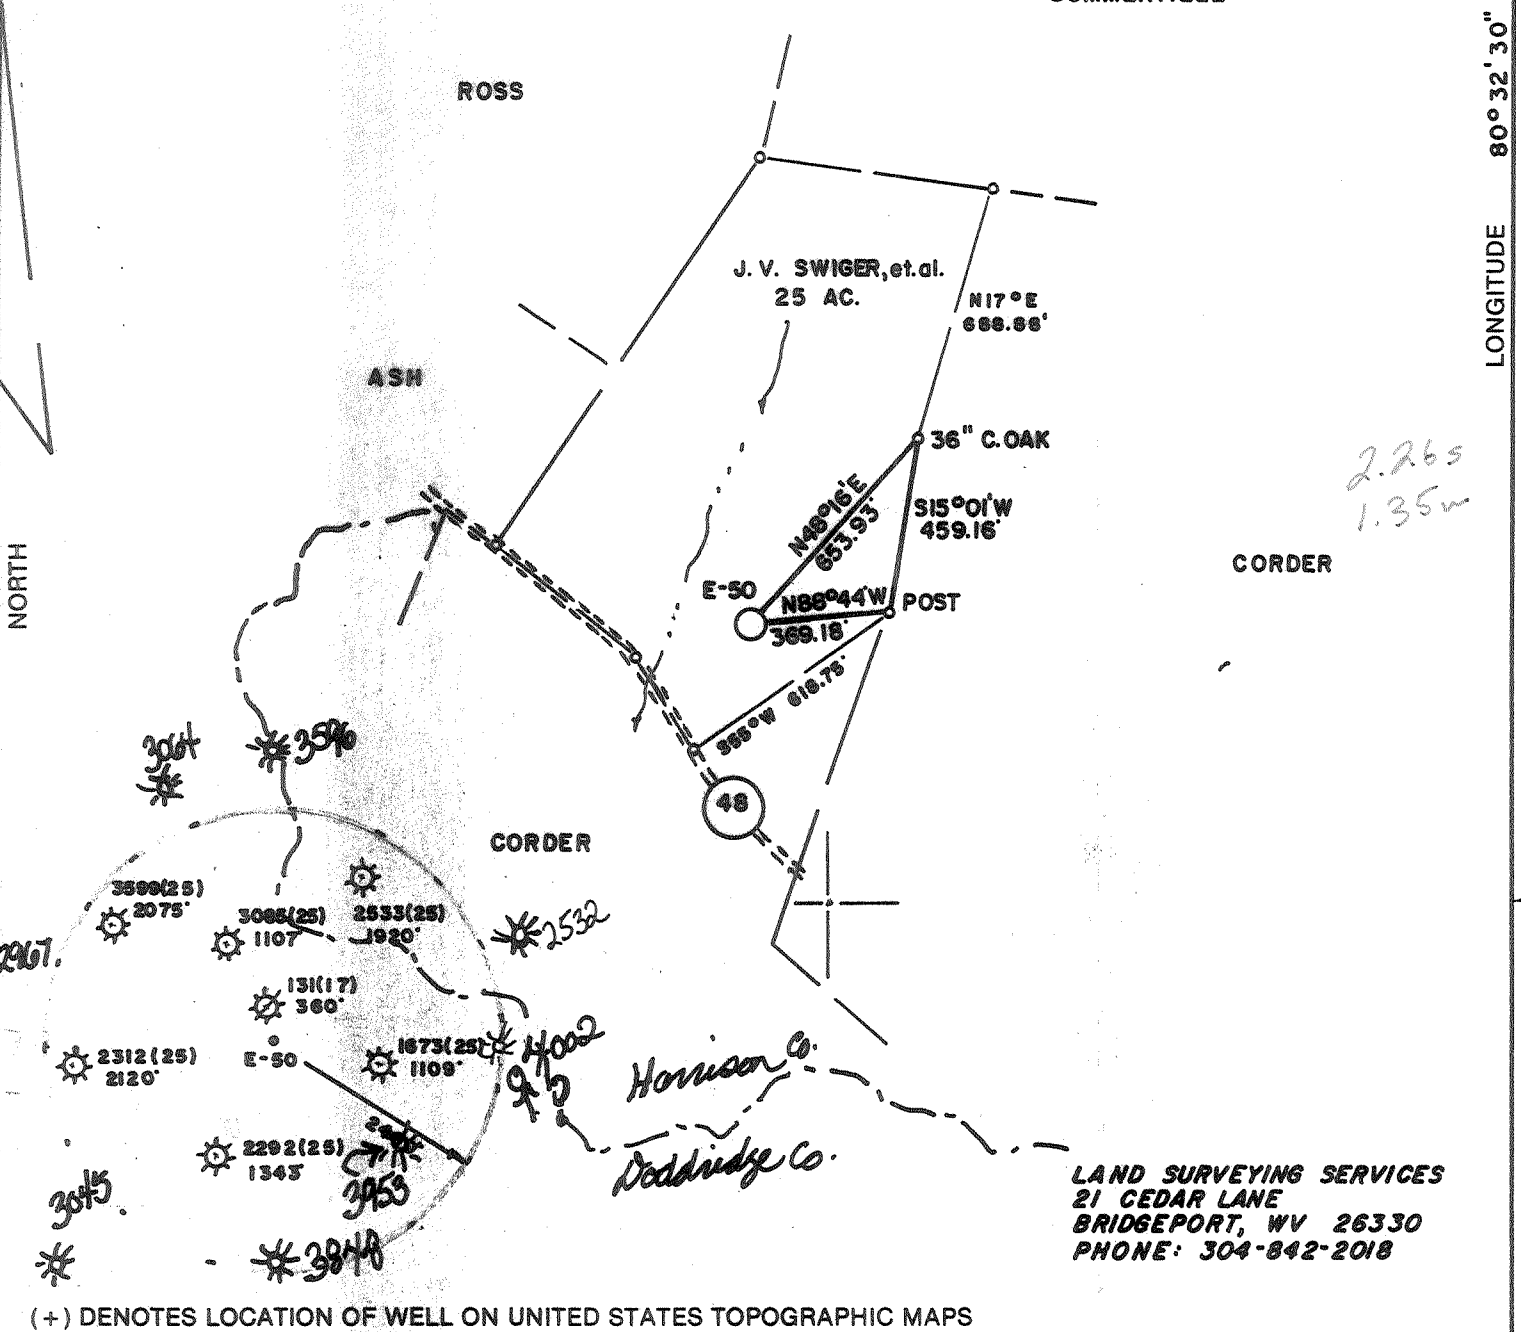 80° 32' 30"
LONGITUDE
ROSS
J. V. SWIGER, et. al.
25 AC.
N17°E
688.88'
ASH
36" C. OAK
2.26s
1.35w
N48°16'E
653.93'
S15°01'W
459.16'
CORDER
NORTH
E-50
N88°44'W
369.18'
POST
S55°W 618.75'
3064
3596
48
CORDER
3599(25)
2075'
3085(25)
1107'
2533(25)
1920'
2532
2967
131(17)
360'
2312(25)
2120'
E-50
1673(25)
1109'
4002
Harrison Co.
Doddridge Co.
2292(25)
1343'
3953
3045
3848
LAND SURVEYING SERVICES
21 CEDAR LANE
BRIDGEPORT, WV 26330
PHONE: 304-842-2018
(+) DENOTES LOCATION OF WELL ON UNITED STATES TOPOGRAPHIC MAPS